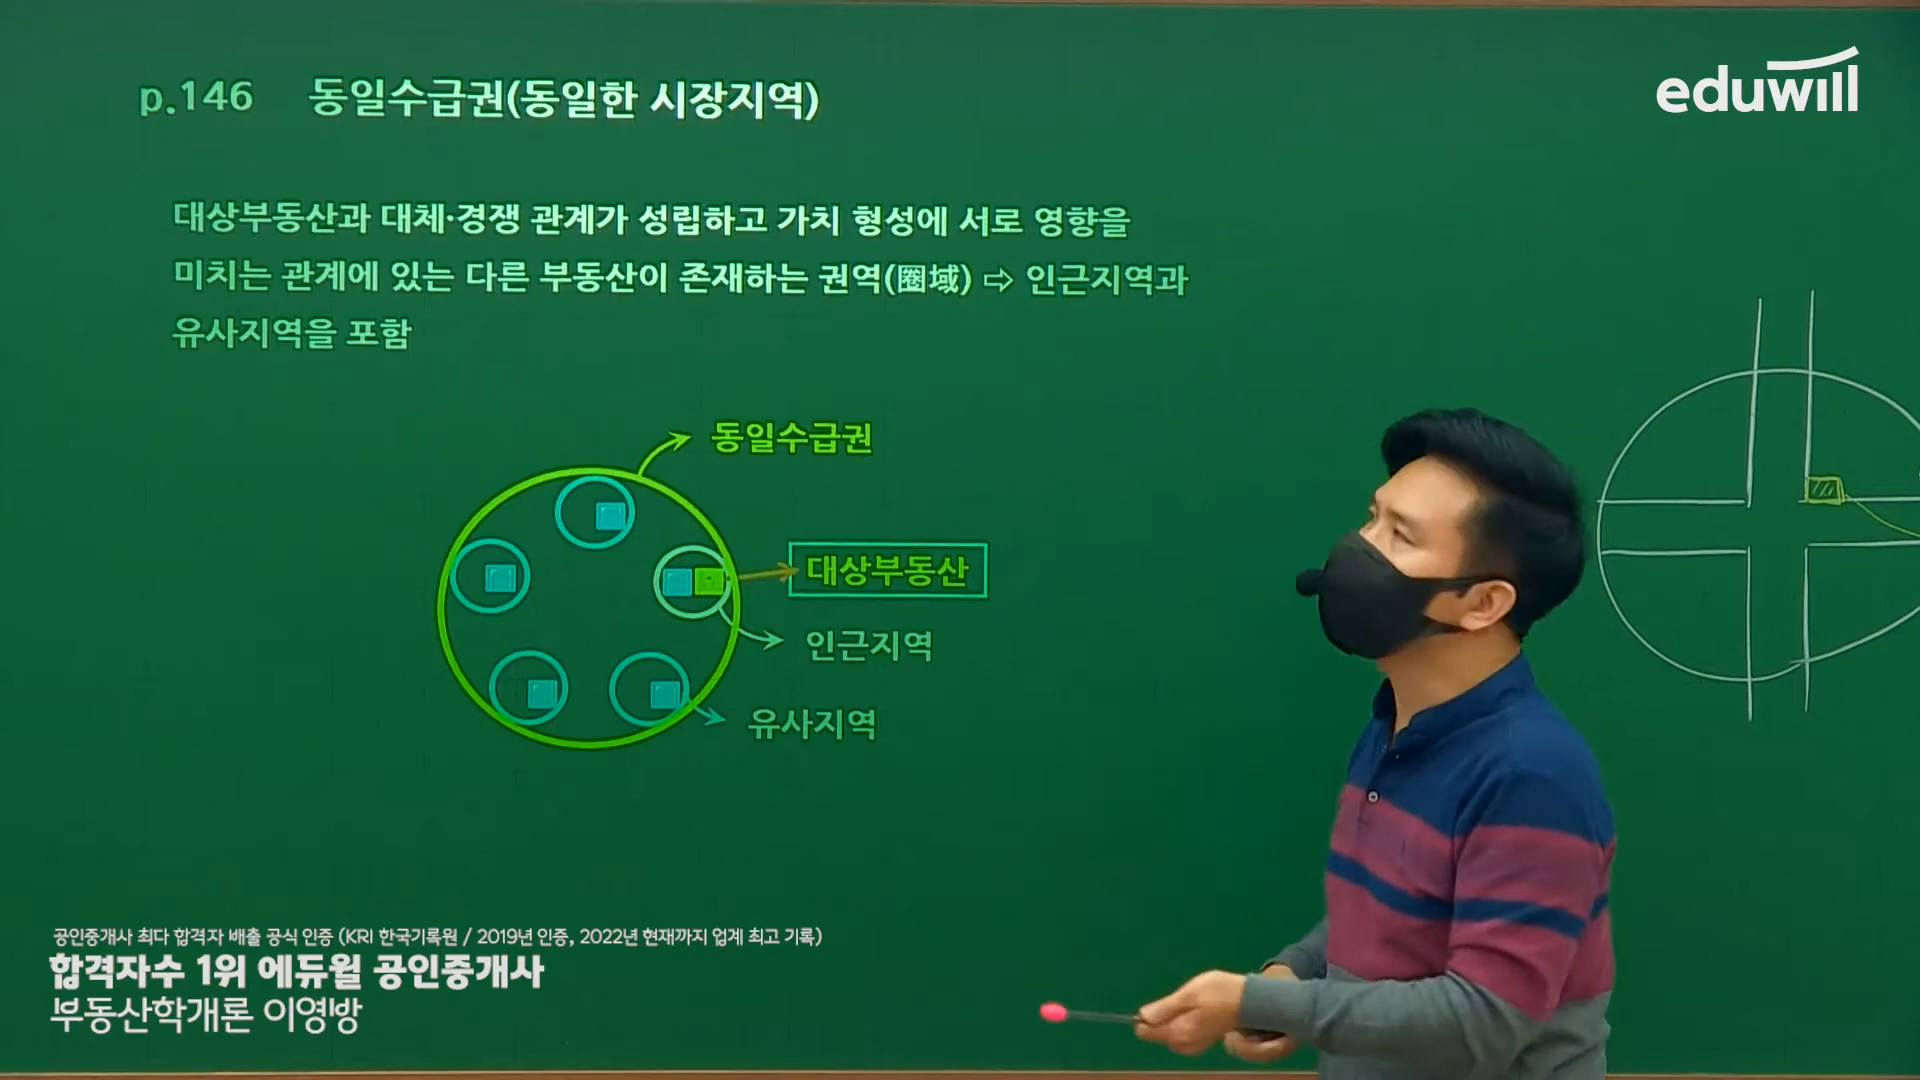 p.146 동일수급권(동일한 시장지역)
eduwill
대상부동산과 대체·경쟁 관계가 성립하고 가치 형성에 서로 영향을
미치는 관계에 있는 다른 부동산이 존재하는 권역(圈域) ⇨ 인근지역과
유사지역을 포함
동일수급권
대상부동산
인근지역
유사지역
공인중개사 최다 합격자 배출 공식 인증 (KRI 한국기록원 / 2019년 인증, 2022년 현재까지 업계 최고 기록)
합격자수 1위 에듀윌 공인중개사
부동산학개론 이영방